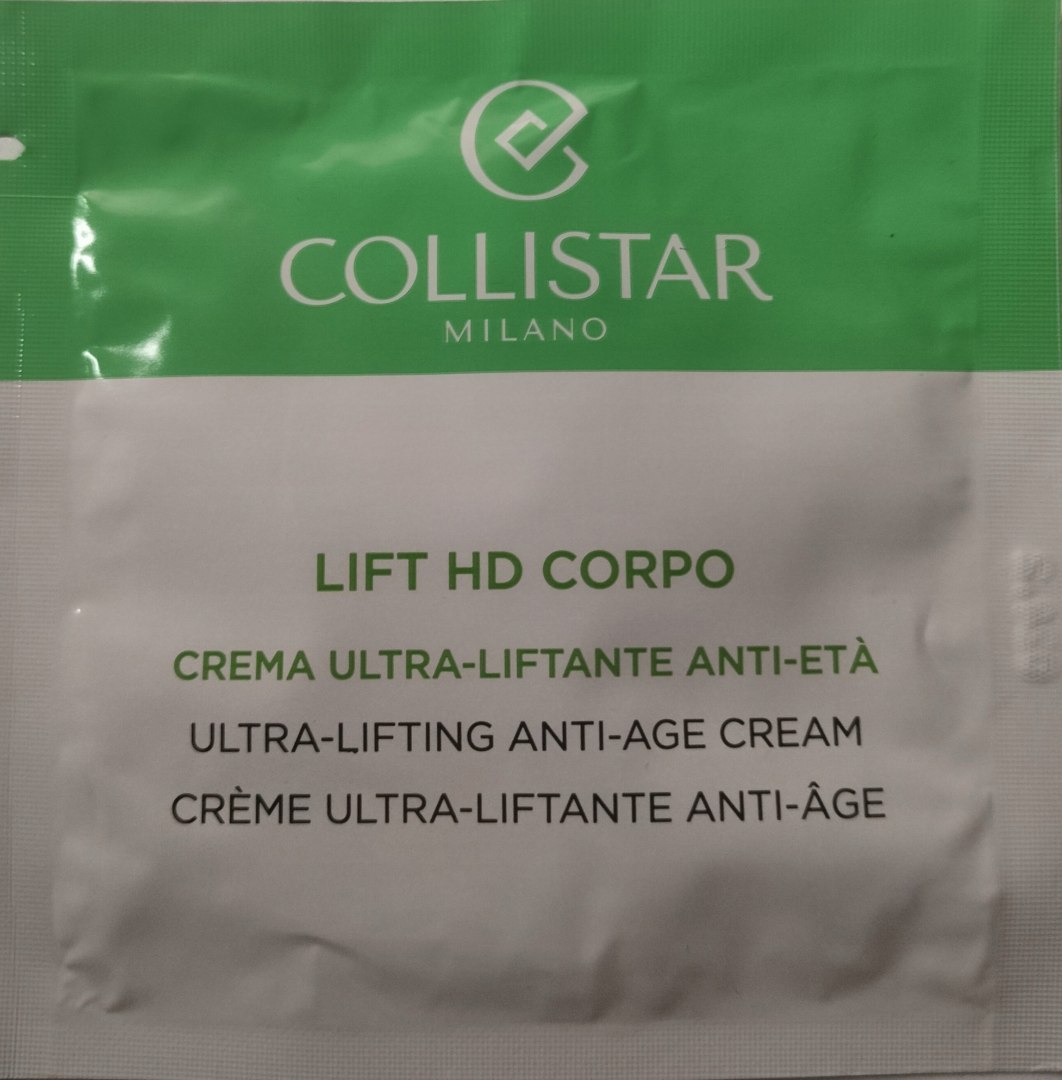 COLLISTAR
MILANO
LIFT HD CORPO
CREMA ULTRA-LIFTANTE ANTI-ETÀ
ULTRA-LIFTING ANTI-AGE CREAM
CRÈME ULTRA-LIFTANTE ANTI-ÂGE